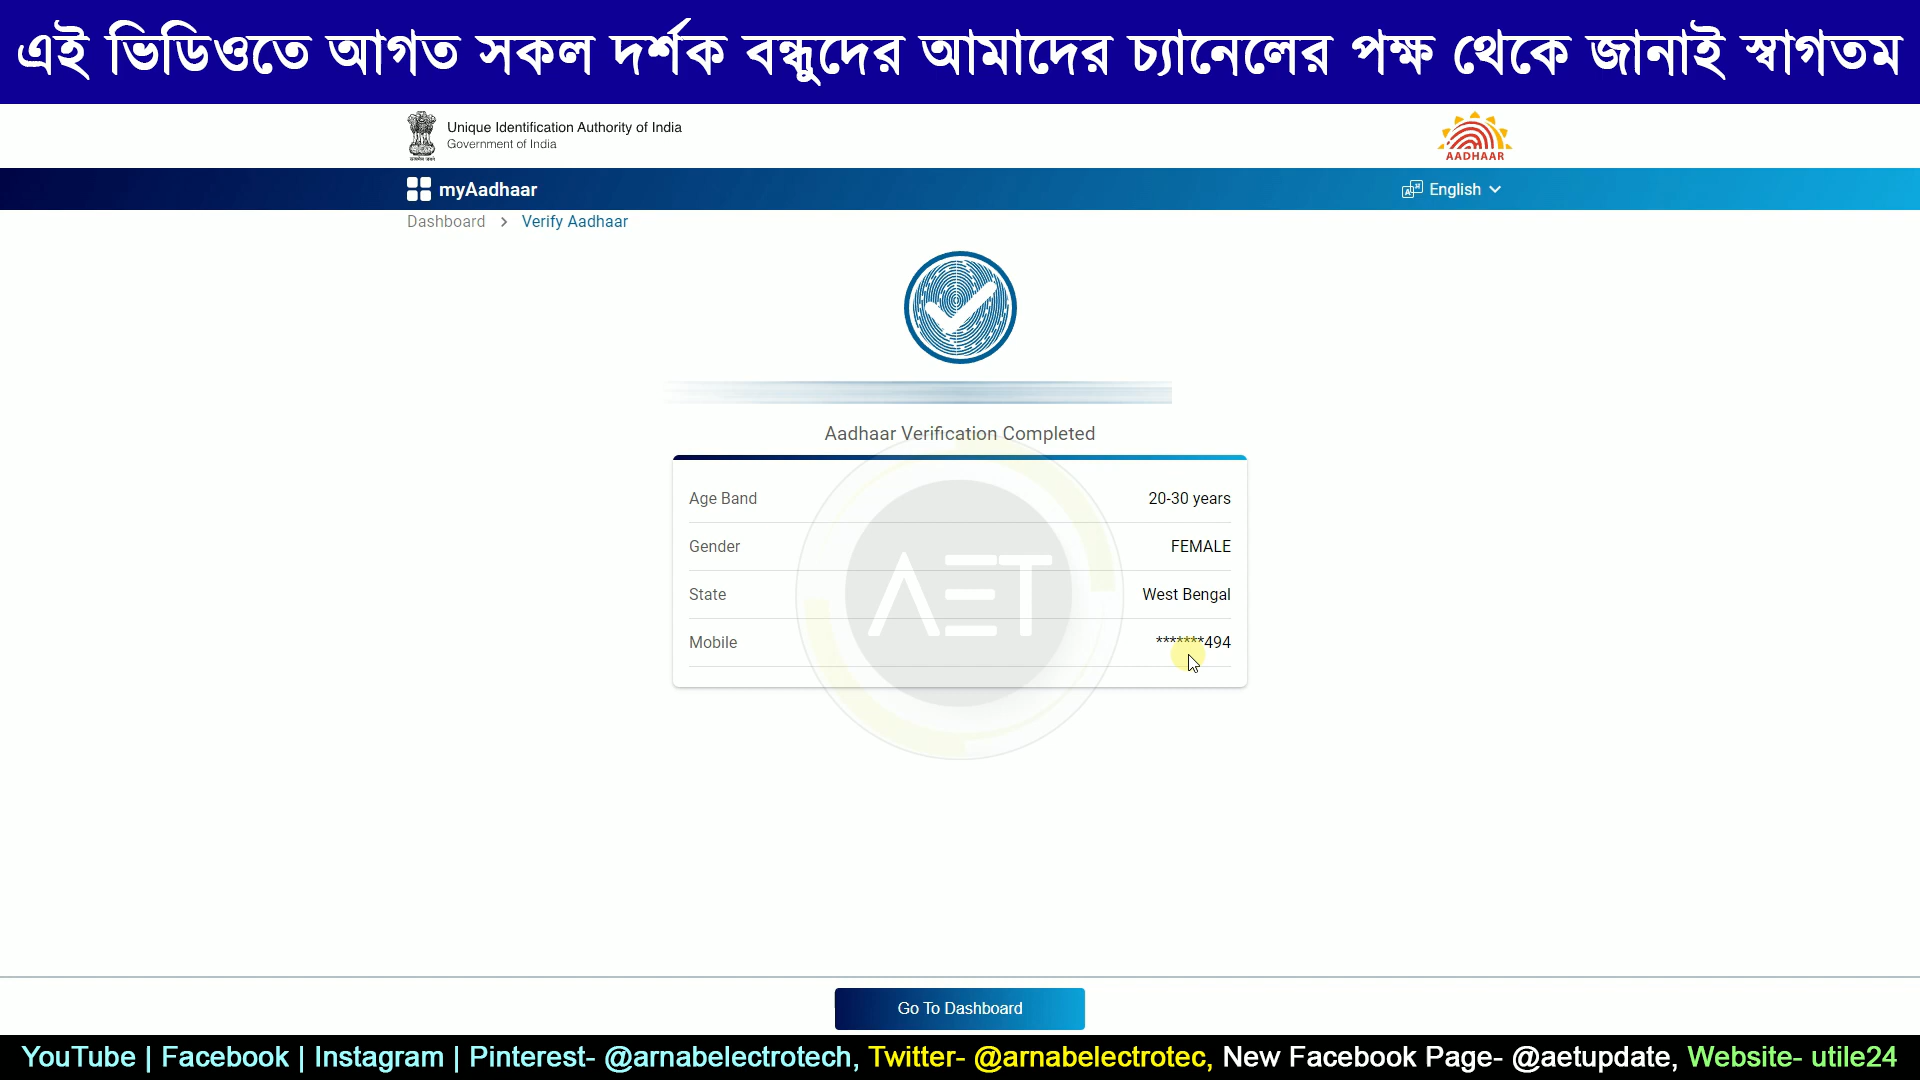 এই ভিডিওতে আগত সকল দর্শক বন্ধুদের আমাদের চ্যানেলের পক্ষ থেকে জানাই স্বাগতম
Unique Identification Authority of India
Government of India
AADHAAR
myAadhaar
English
Dashboard > Verify Aadhaar
Aadhaar Verification Completed
Age Band 20-30 years
Gender FEMALE
State West Bengal
AET
Mobile *******494
Go To Dashboard
YouTube | Facebook | Instagram | Pinterest- @arnabelectrotech, Twitter- @arnabelectrotec, New Facebook Page- @aetupdate, Website- utile24